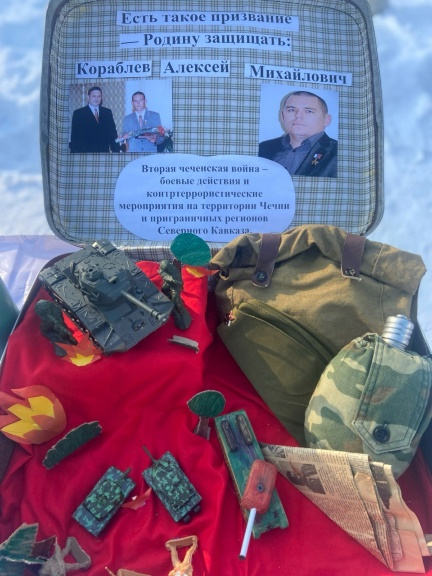 Есть такое призвание
— Родину защищать:
Кораблев Алексей Михайлович
Вторая чеченская война –
боевые действия и
контртеррористические
мероприятия на территории Чечни
и приграничных регионов
Северного Кавказа.